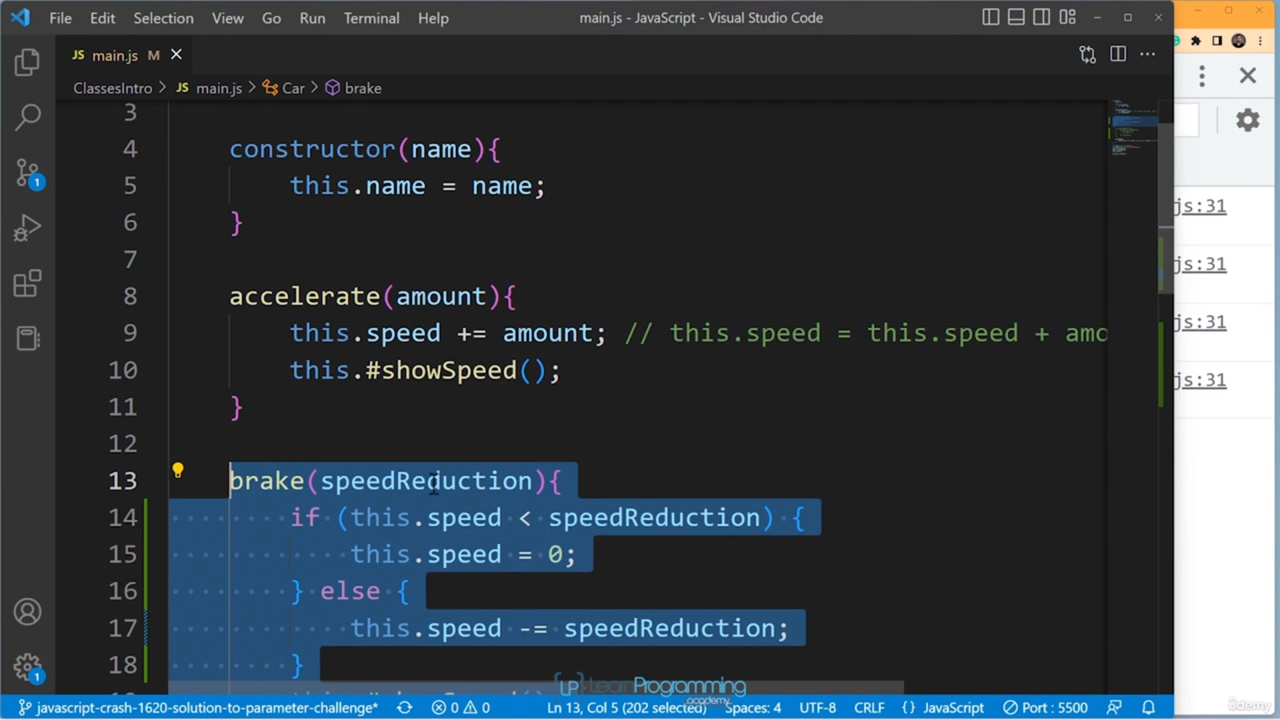 File Edit Selection View Go Run Terminal Help main.js - JavaScript - Visual Studio Code
JS main.js M
ClassesIntro > JS main.js > Car > brake
3
4 constructor(name){
5 this.name = name;
6 }
7
8 accelerate(amount){
9 this.speed += amount; // this.speed = this.speed + amo
10 this.#showSpeed();
11 }
12
13 brake(speedReduction){
14 if (this.speed < speedReduction) {
15 this.speed = 0;
16 } else {
17 this.speed -= speedReduction;
18 }
js:31
js:31
js:31
js:31
1
1
LP LearnProgramming
academy
javascript-crash-1620-solution-to-parameter-challenge* 0 0 Ln 13, Col 5 (202 selected) Spaces: 4 UTF-8 CRLF {} JavaScript Port : 5500
ûdemy